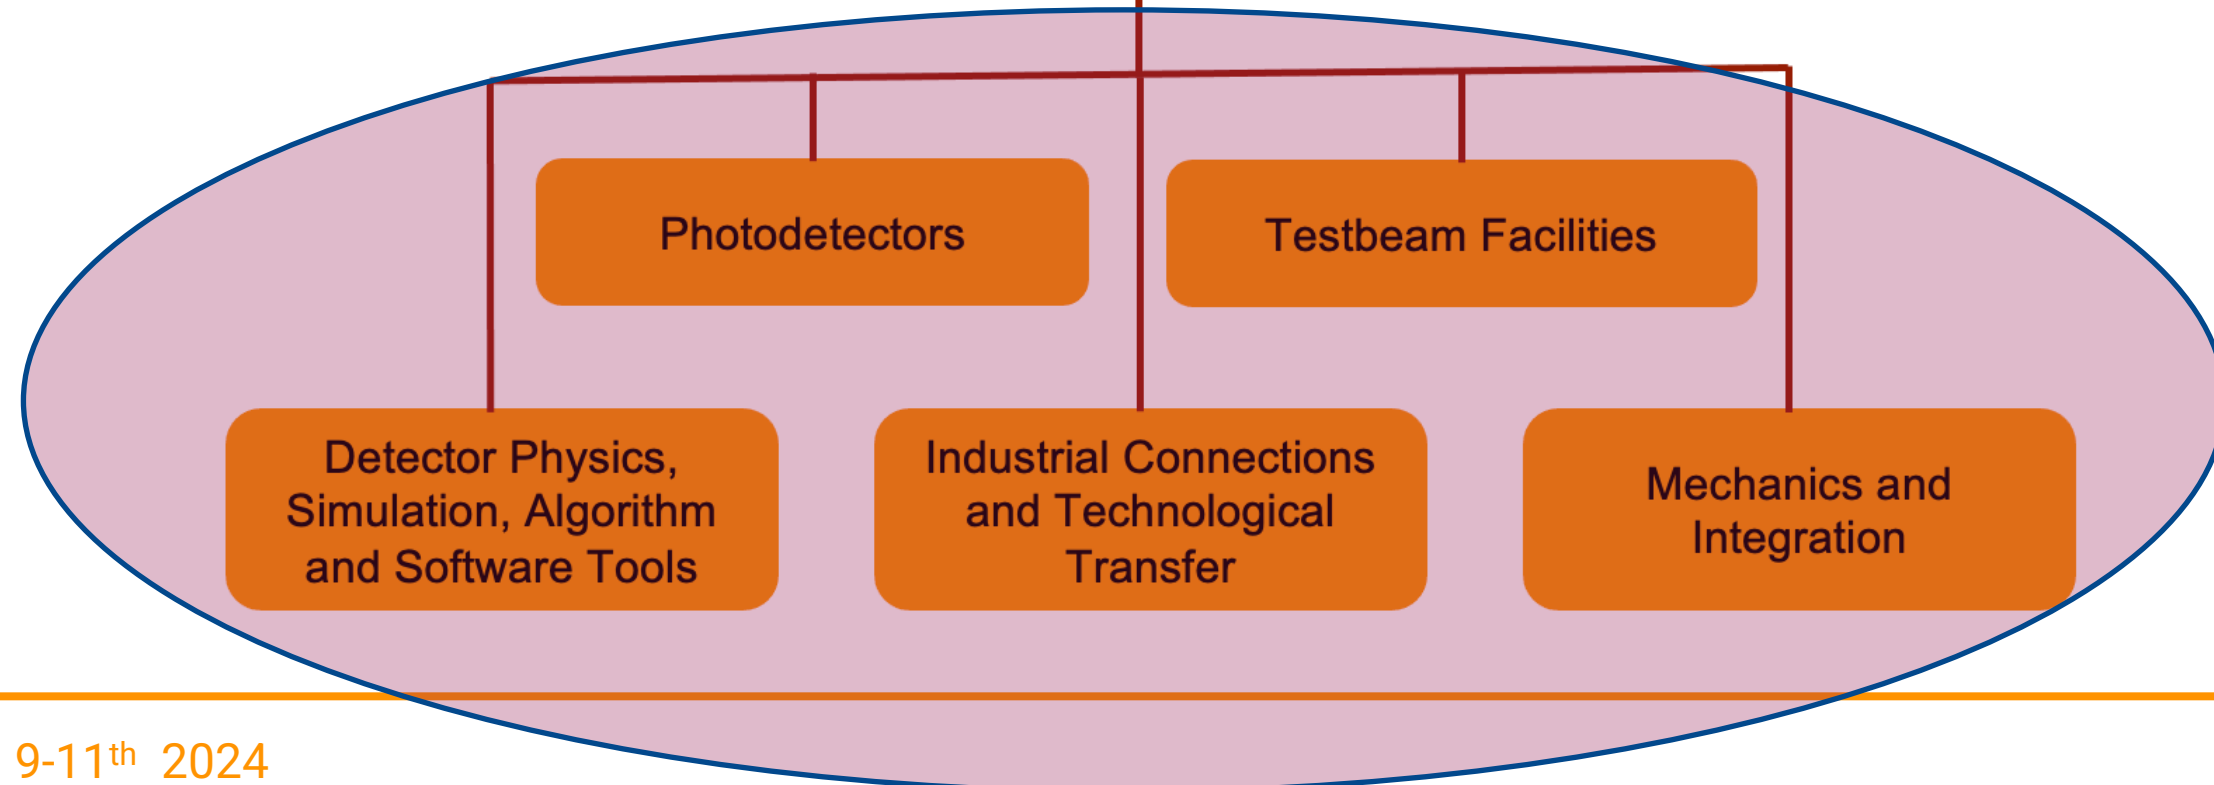 Photodetectors
Testbeam Facilities
Detector Physics,
Simulation, Algorithm
and Software Tools
Industrial Connections
and Technological
Transfer
Mechanics and
Integration
9-11th 2024